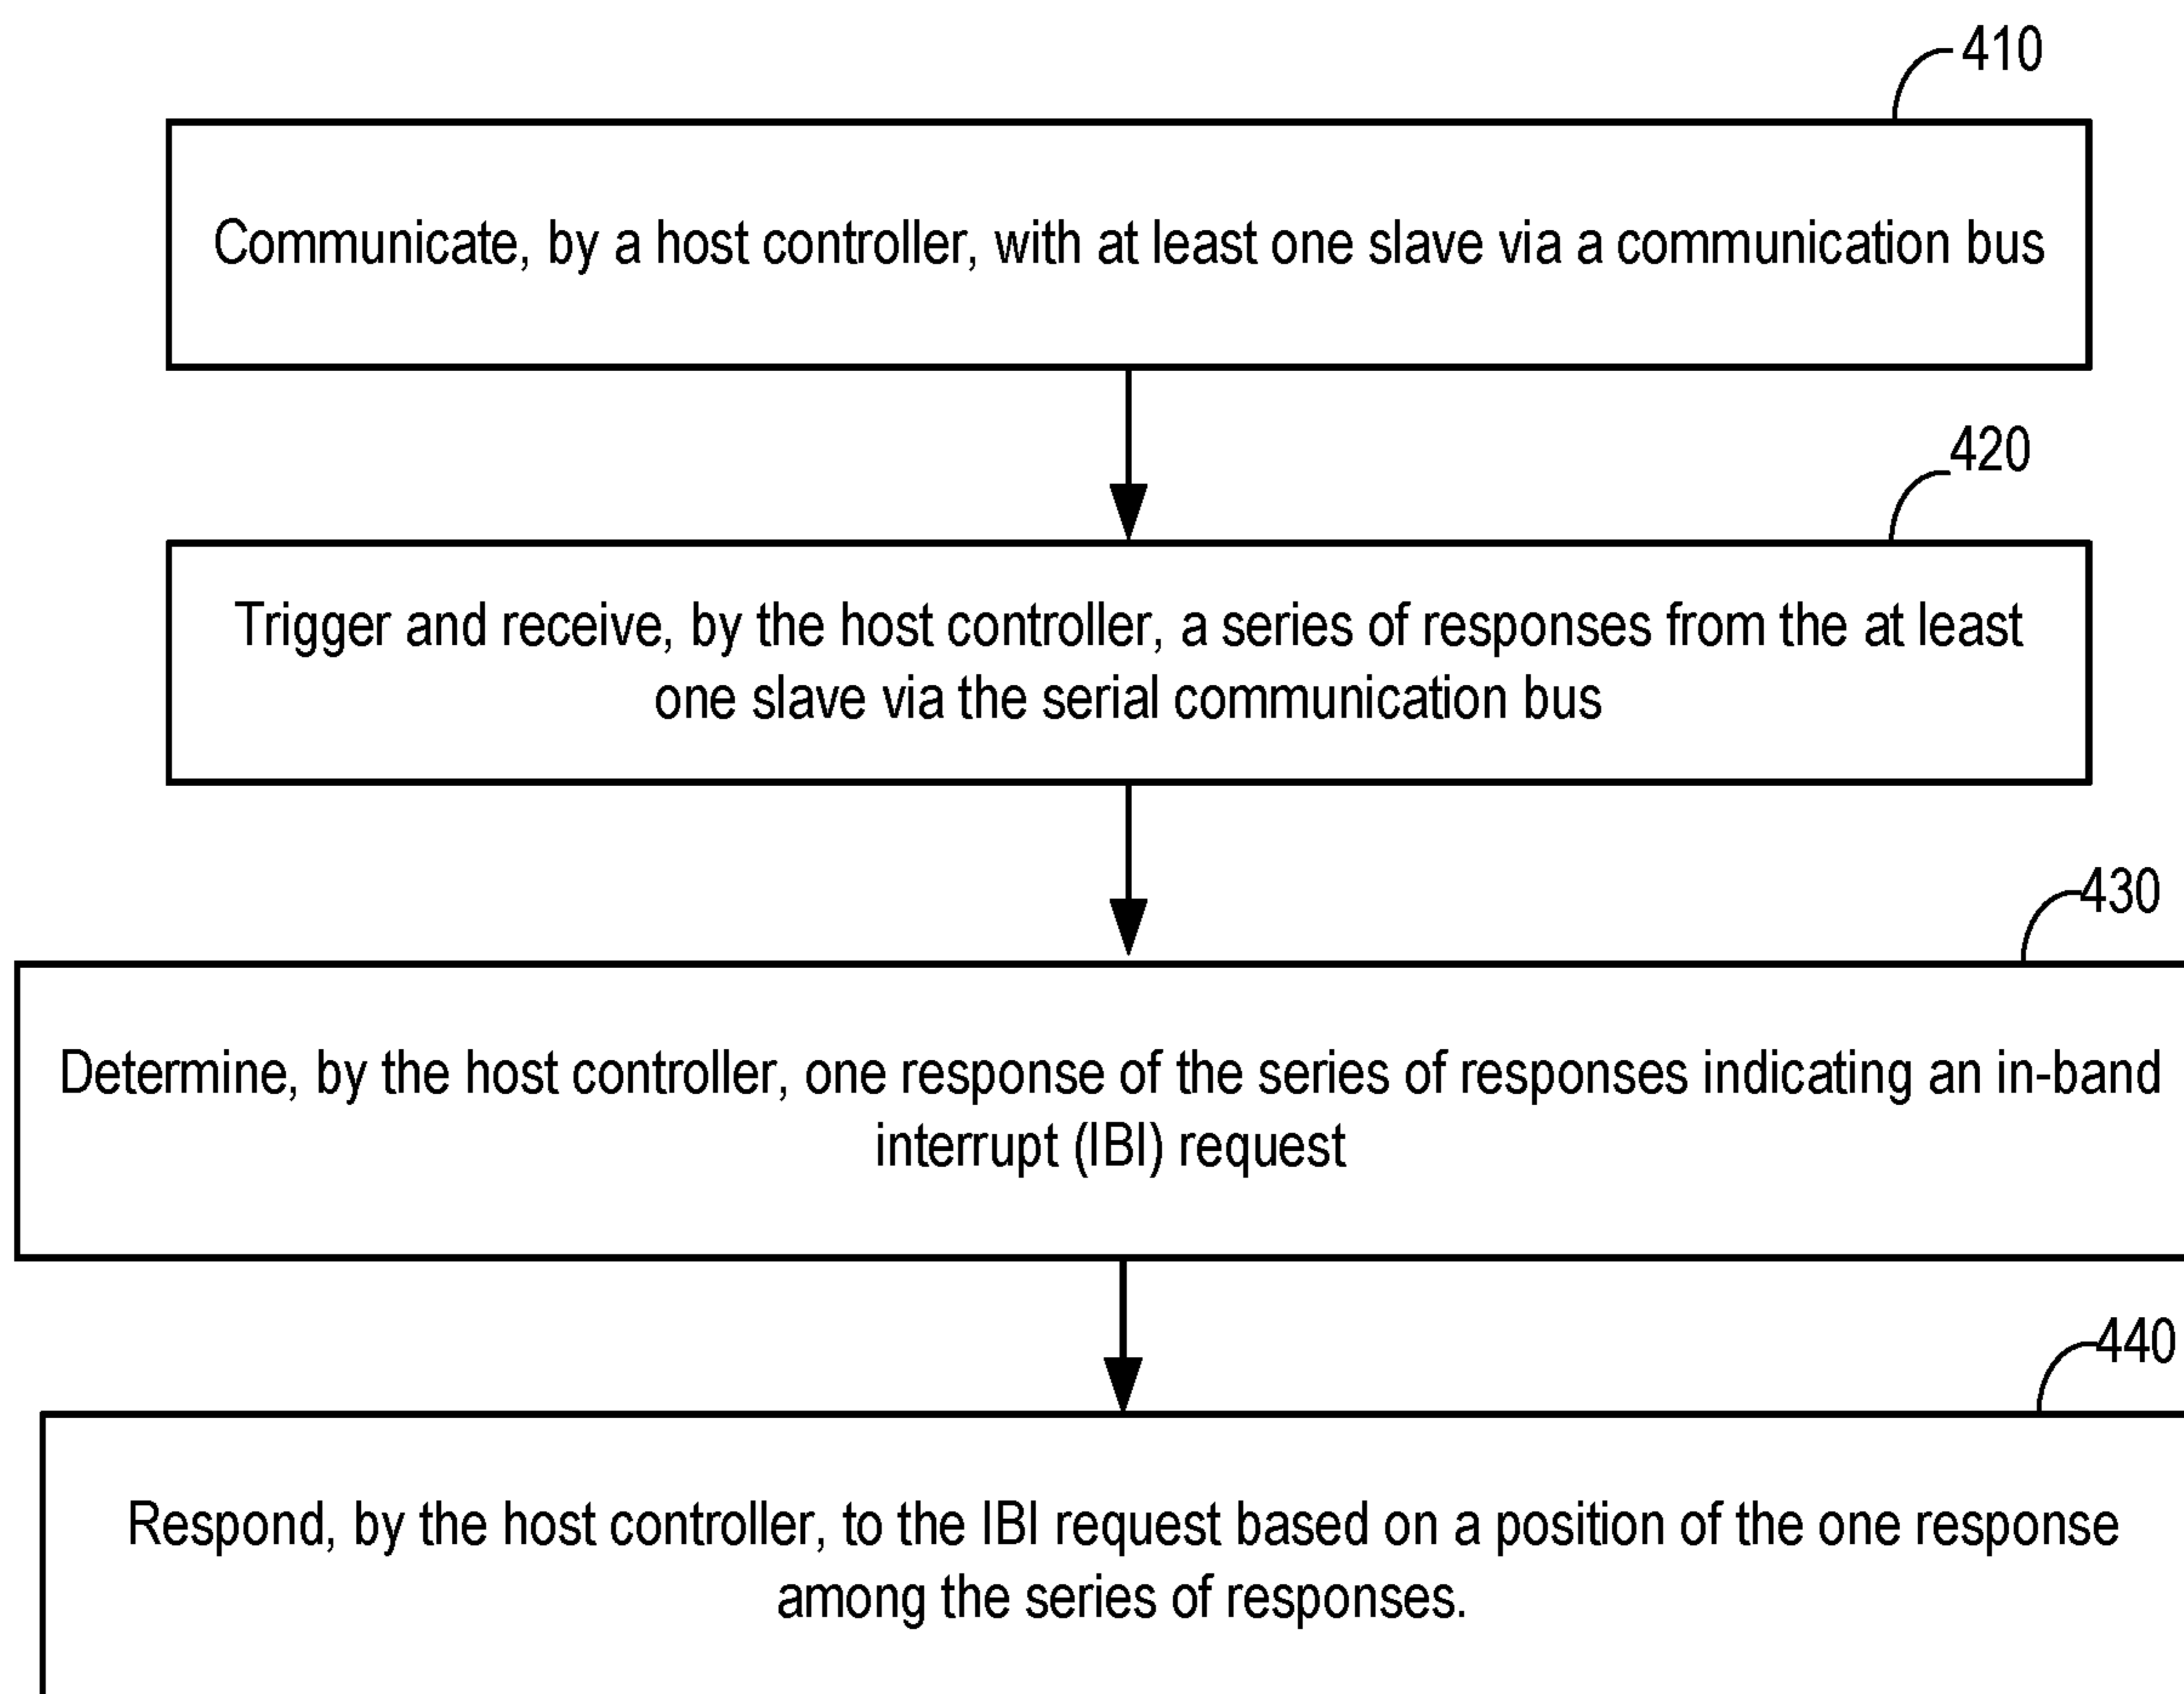 410
Communicate, by a host controller, with at least one slave via a communication bus
420
Trigger and receive, by the host controller, a series of responses from the at least
one slave via the serial communication bus
430
Determine, by the host controller, one response of the series of responses indicating an in-band
interrupt (IBI) request
440
Respond, by the host controller, to the IBI request based on a position of the one response
among the series of responses.